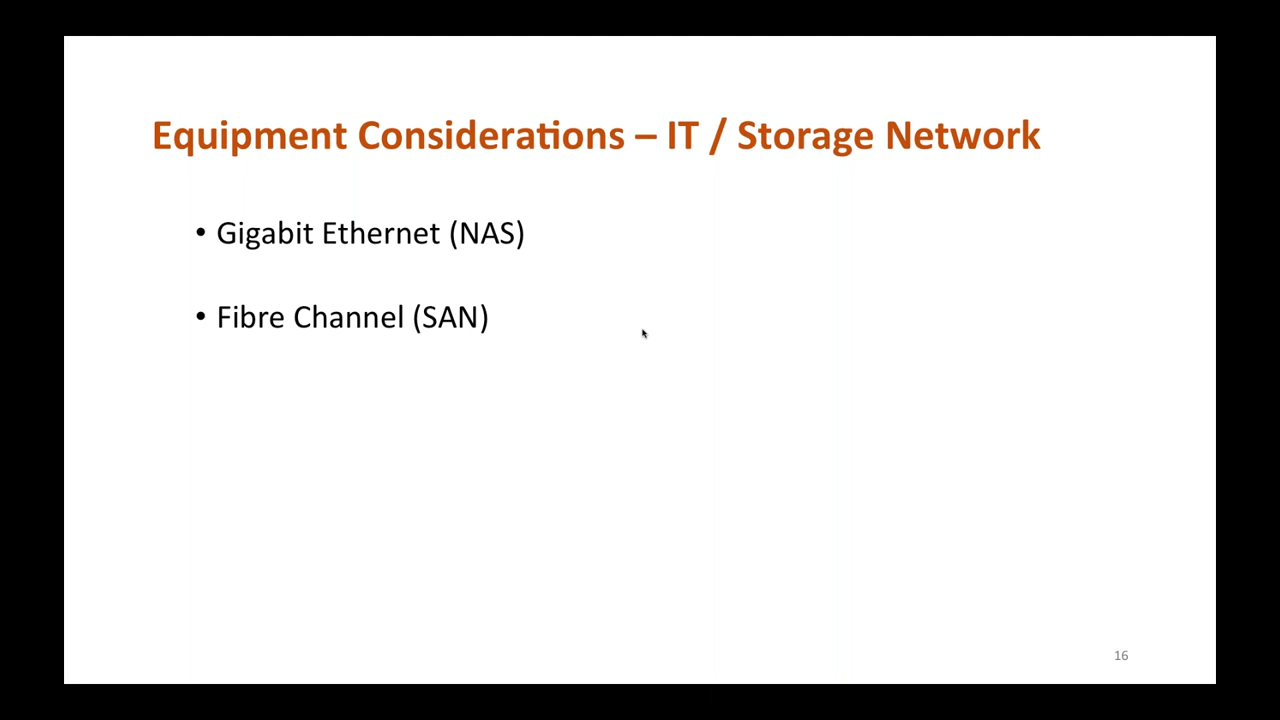 Equipment Considerations – IT / Storage Network
• Gigabit Ethernet (NAS)
• Fibre Channel (SAN)
16